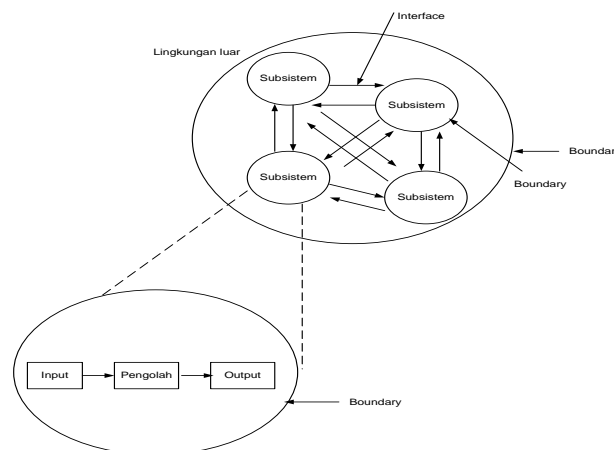 Interface
Lingkungan luar
Subsistem
Subsistem
Boundar
Subsistem
Boundary
Subsistem
Input
Pengolah
Output
Boundary